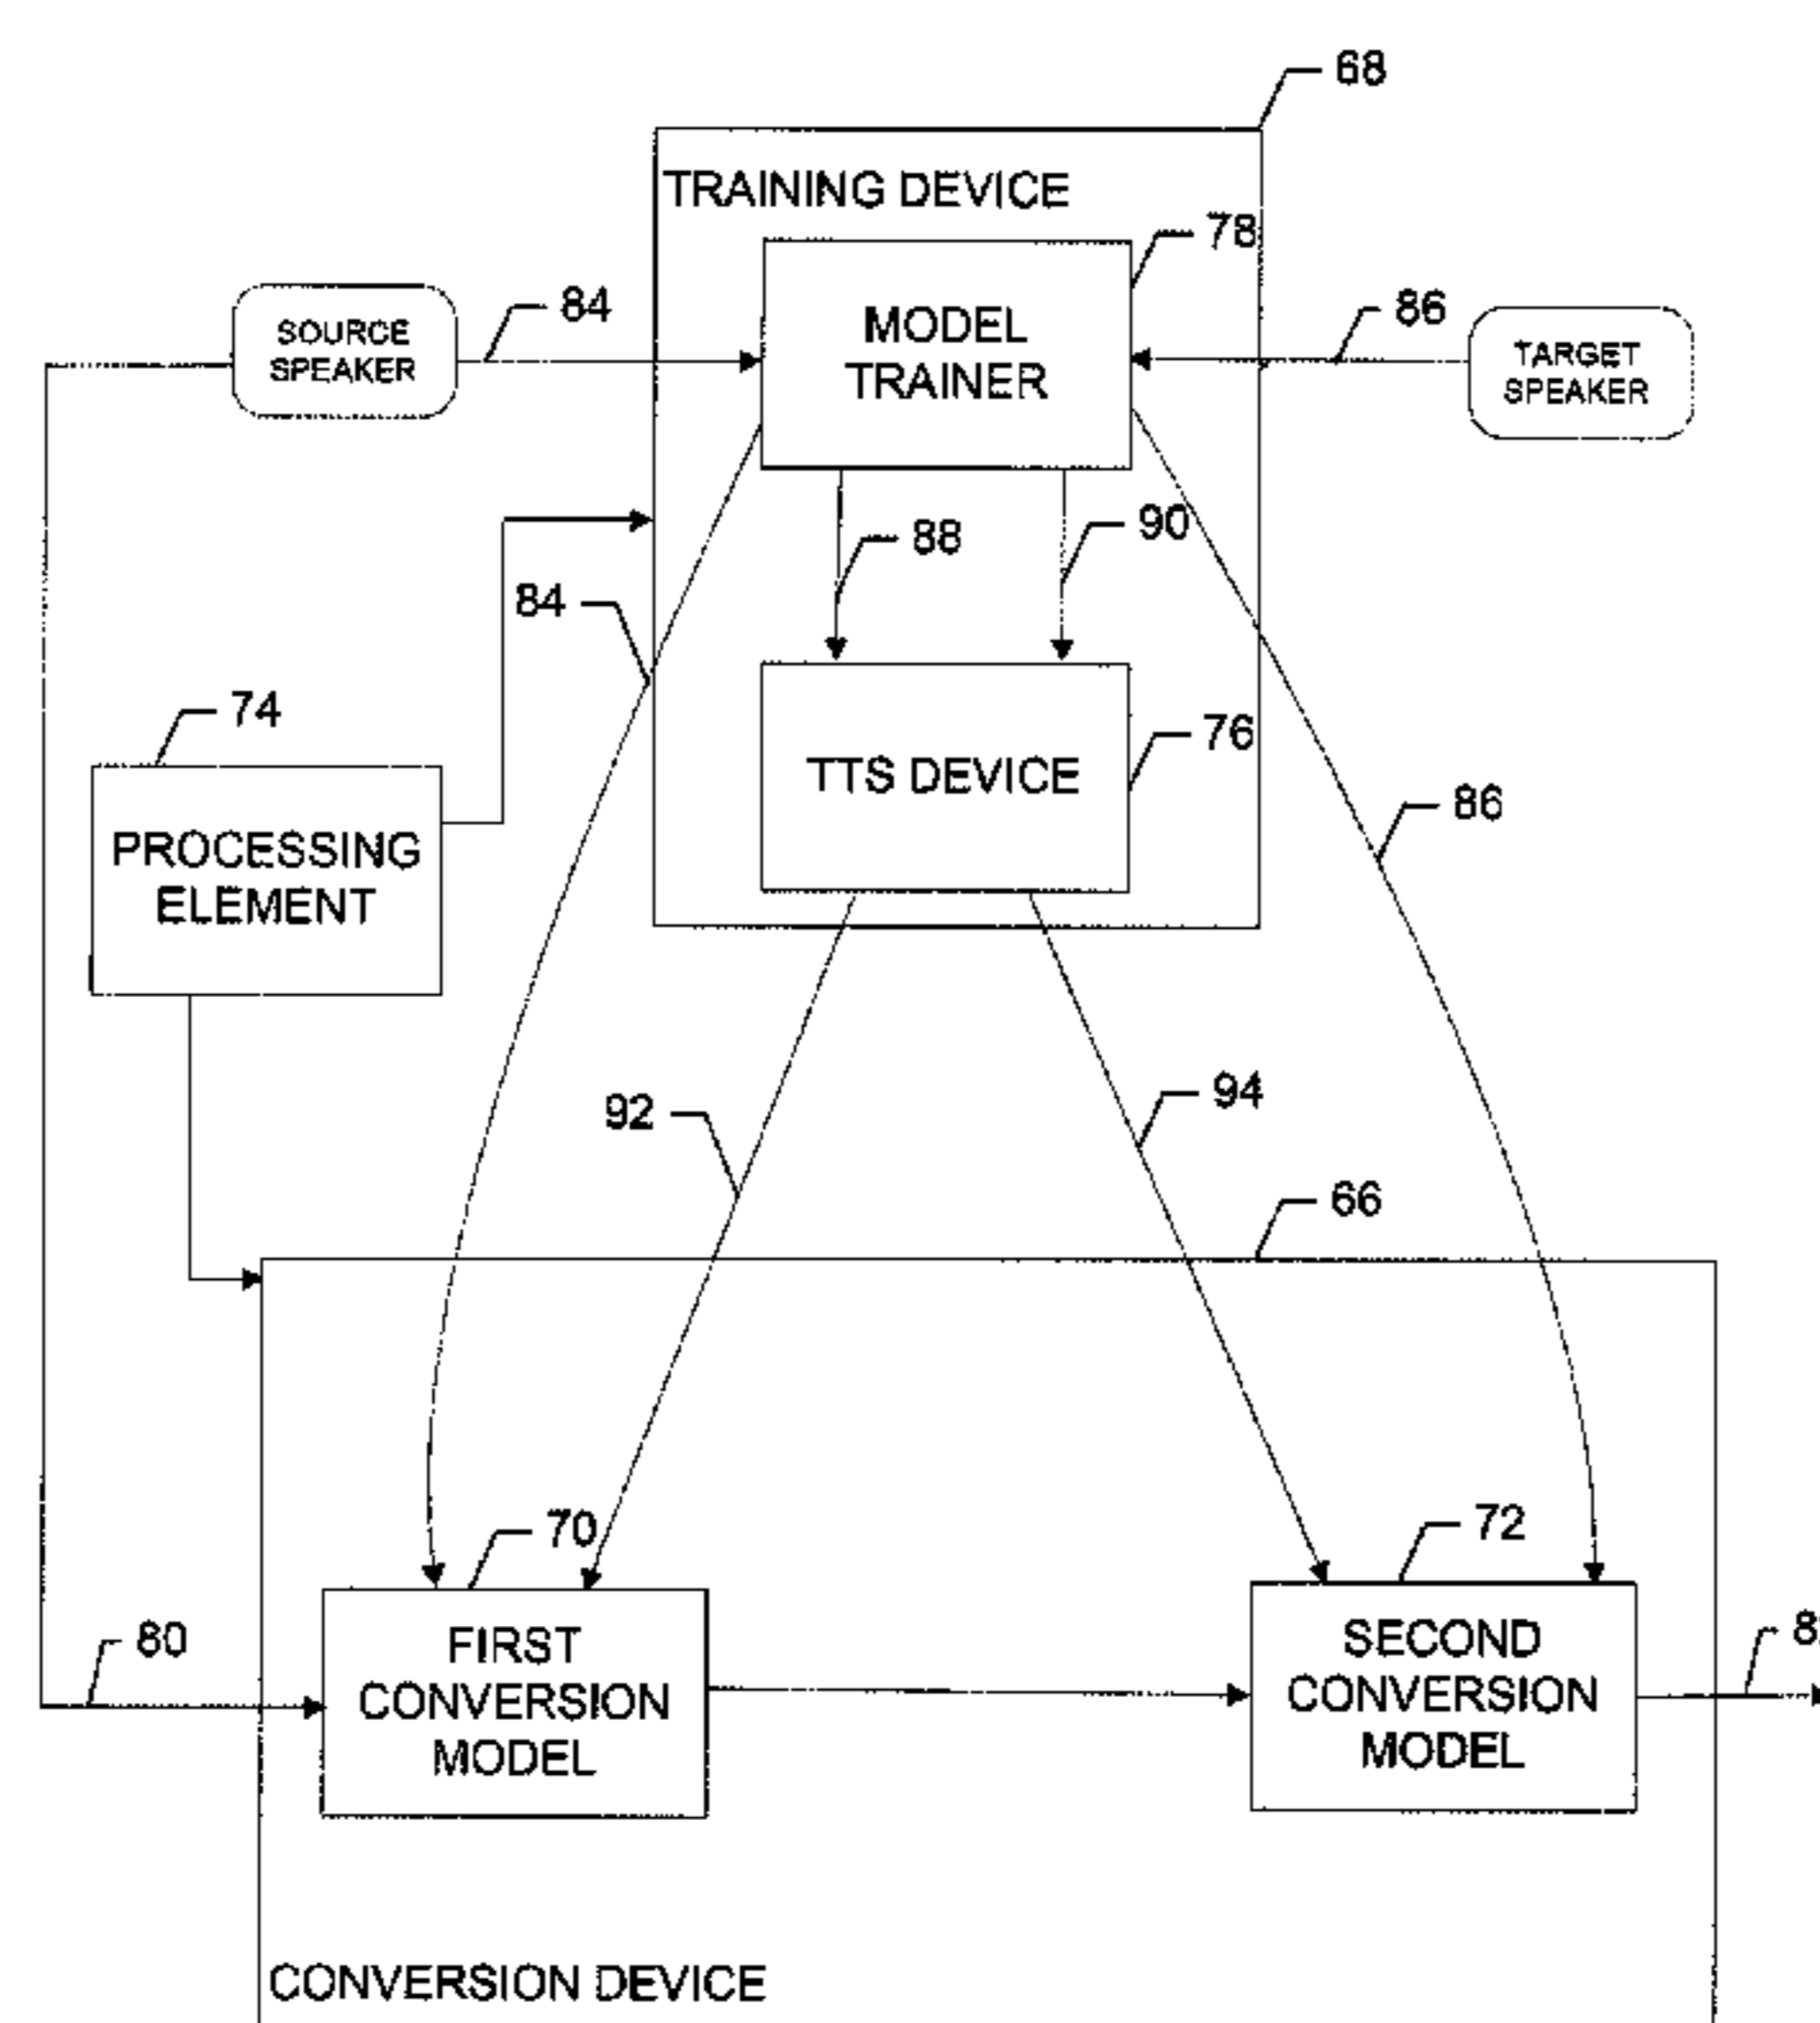 68
TRAINING DEVICE
78
SOURCE
SPEAKER
84
MODEL
TRAINER
86
TARGET
SPEAKER
88
90
84
74
76
TTS DEVICE
86
PROCESSING
ELEMENT
92
94
66
70
72
80
FIRST
CONVERSION
MODEL
SECOND
CONVERSION
MODEL
CONVERSION DEVICE